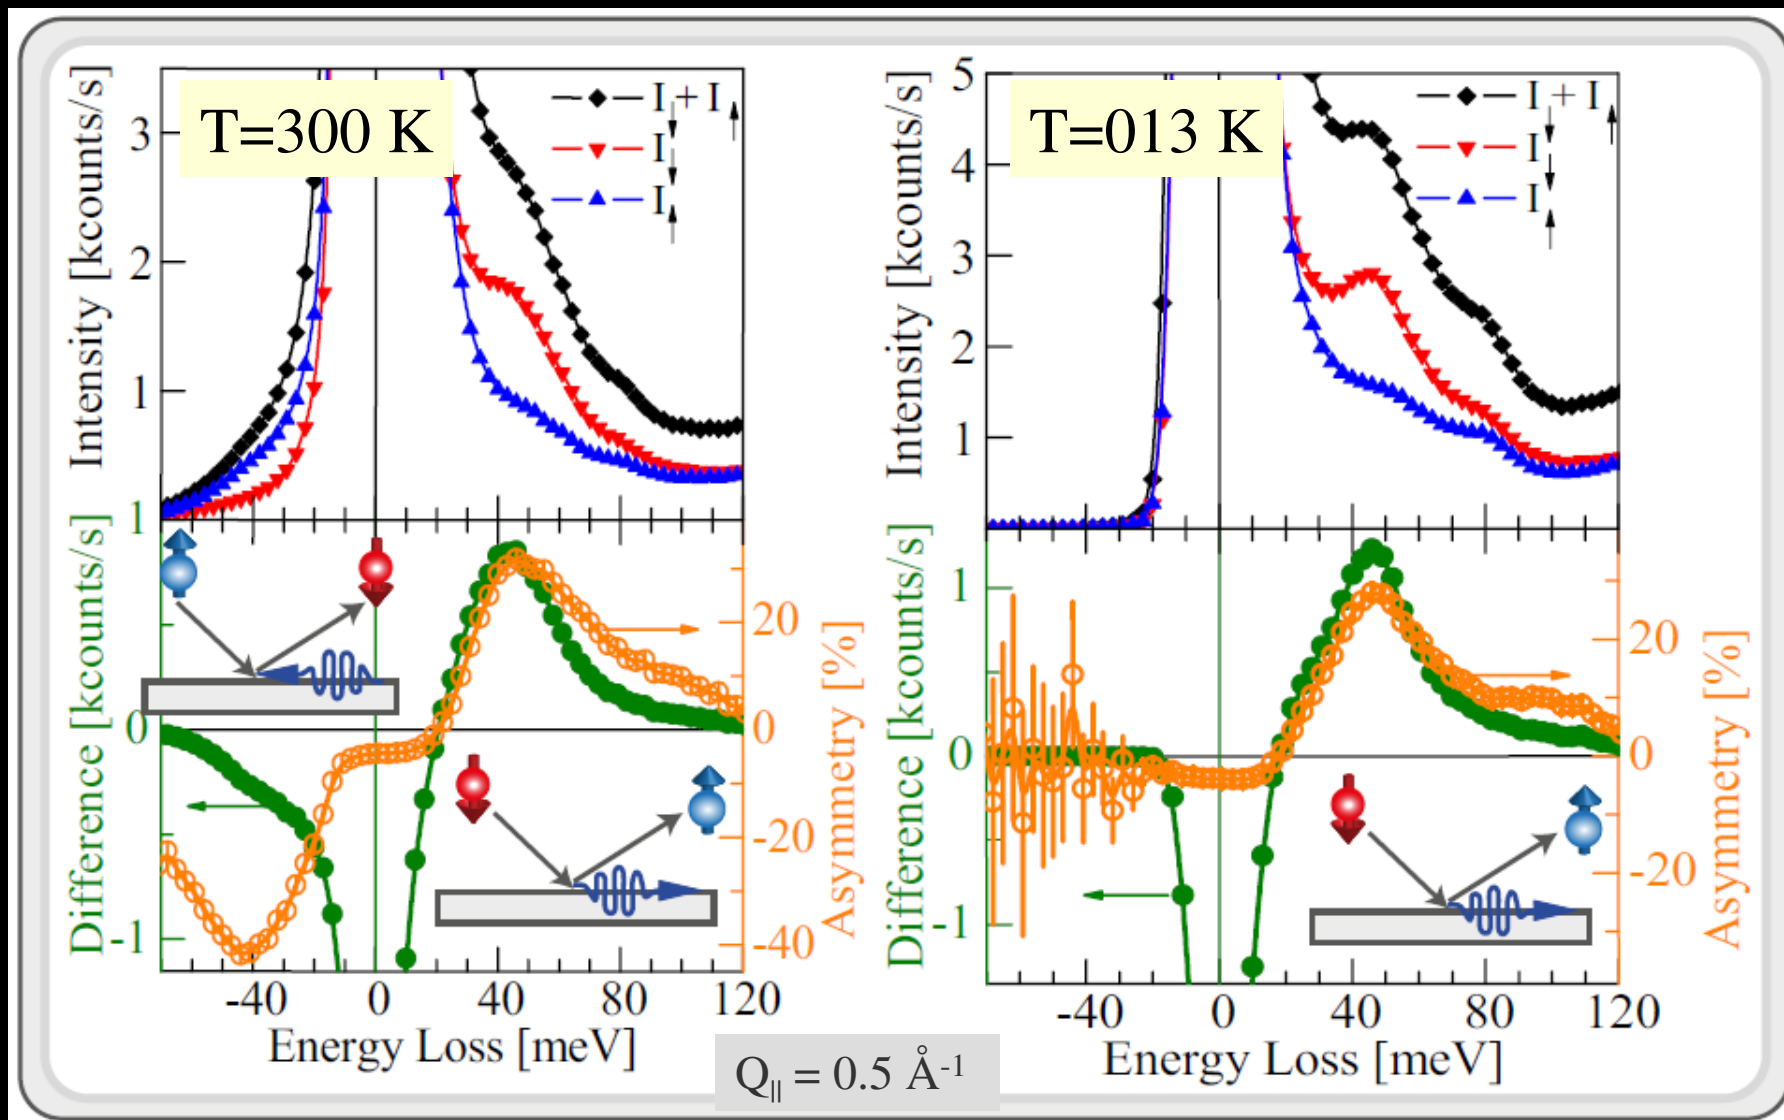 T=300 K
I↓ + I↑
I↓
I↑
Intensity [kcounts/s]
3
2
1
1
0
-1
Difference [kcounts/s]
20
0
-20
-40
Asymmetry [%]
-40 0 40 80 120
Energy Loss [meV]
T=013 K
I↓ + I↑
I↓
I↑
Intensity [kcounts/s]
5
4
3
2
1
1
0
-1
Difference [kcounts/s]
20
0
-20
Asymmetry [%]
-40 0 40 80 120
Energy Loss [meV]
Q|| = 0.5 Å-1